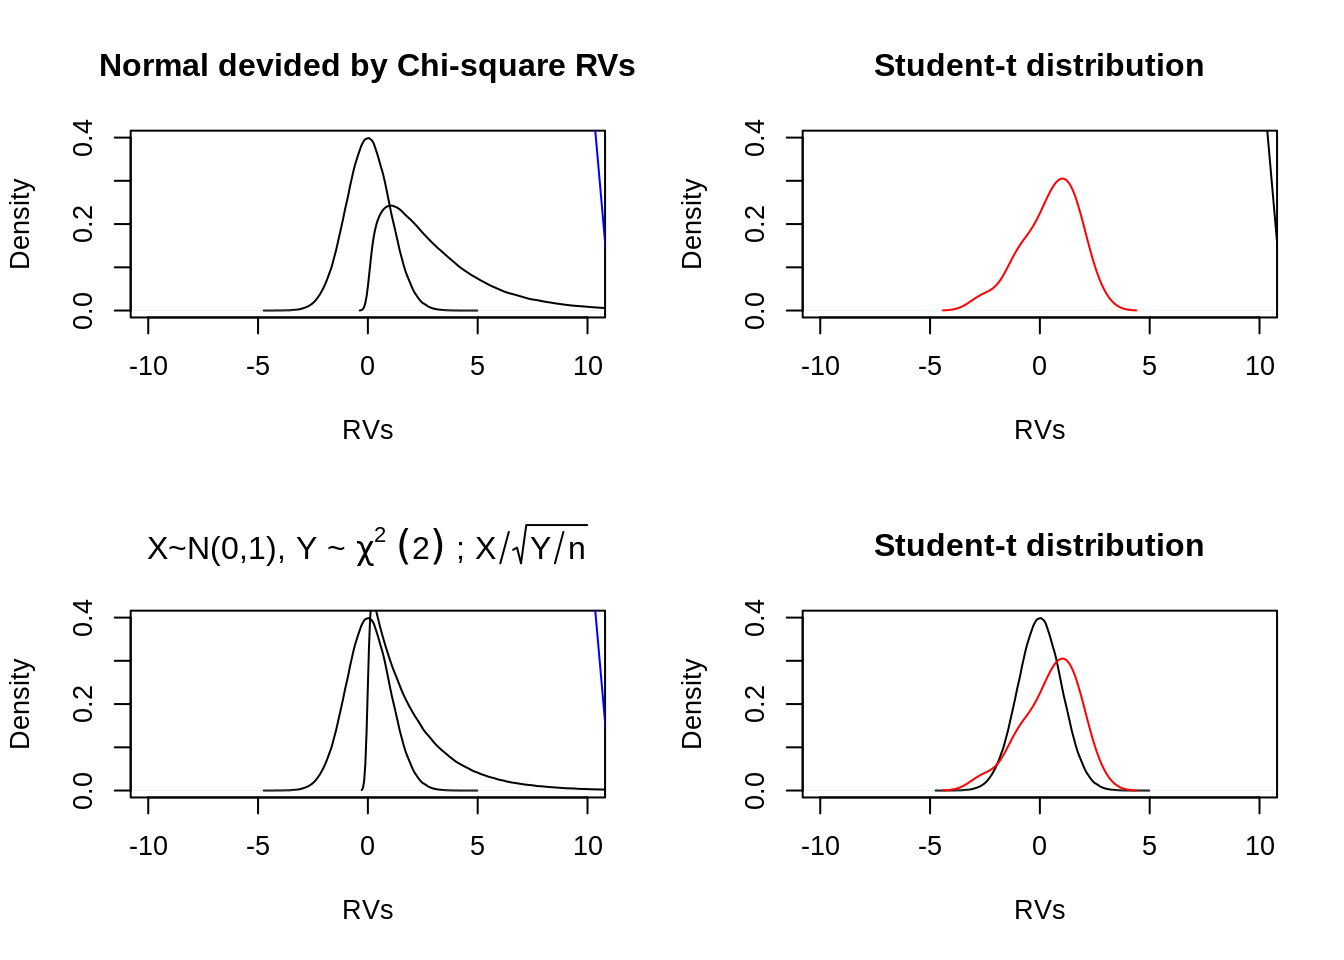 Normal devided by Chi-square RVs
Density
0.0 0.2 0.4
-10 -5 0 5 10
RVs
Student-t distribution
Density
0.0 0.2 0.4
-10 -5 0 5 10
RVs
X~N(0,1), Y ~ χ² (2) ; X/√Y/n
Density
0.0 0.2 0.4
-10 -5 0 5 10
RVs
Student-t distribution
Density
0.0 0.2 0.4
-10 -5 0 5 10
RVs